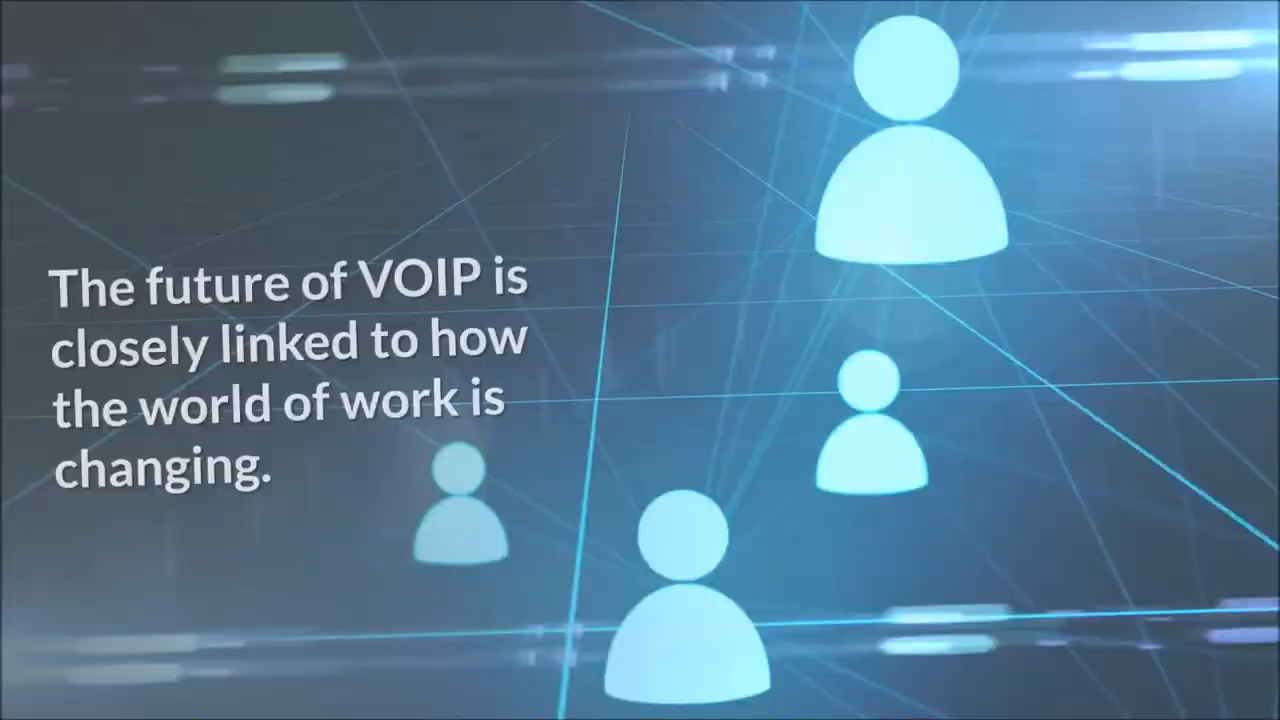 The future of VOIP is
closely linked to how
the world of work is
changing.